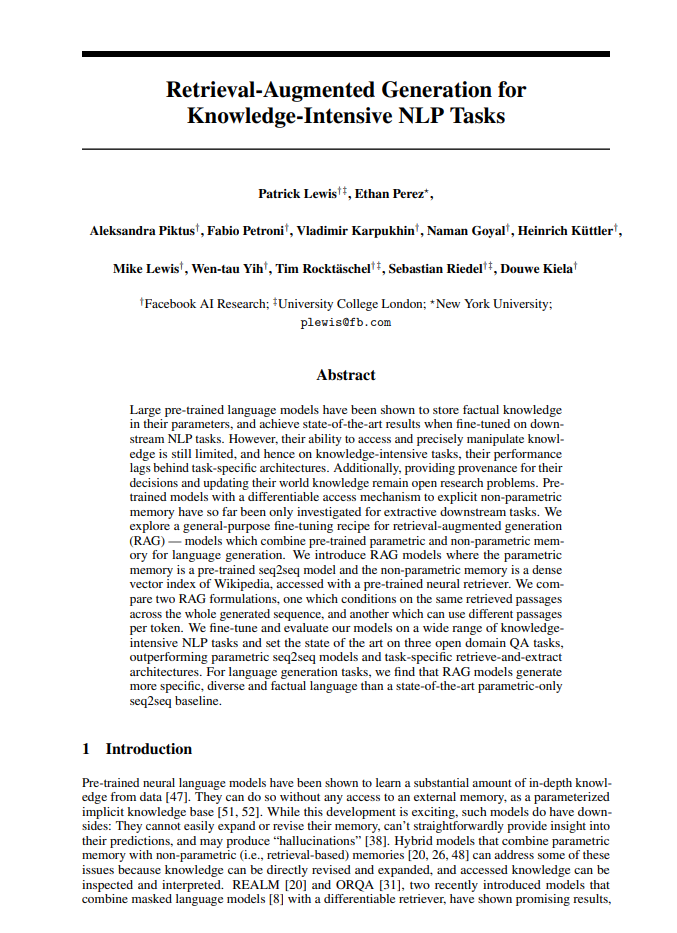 Retrieval-Augmented Generation for
Knowledge-Intensive NLP Tasks
Patrick Lewis†‡, Ethan Perez⋆,
Aleksandra Piktus†, Fabio Petroni†, Vladimir Karpukhin†, Naman Goyal†, Heinrich Küttler†,
Mike Lewis†, Wen-tau Yih†, Tim Rocktäschel†‡, Sebastian Riedel†‡, Douwe Kiela†
†Facebook AI Research; ‡University College London; ⋆New York University;
plewis@fb.com
Abstract
Large pre-trained language models have been shown to store factual knowledge
in their parameters, and achieve state-of-the-art results when fine-tuned on down-
stream NLP tasks. However, their ability to access and precisely manipulate knowl-
edge is still limited, and hence on knowledge-intensive tasks, their performance
lags behind task-specific architectures. Additionally, providing provenance for their
decisions and updating their world knowledge remain open research problems. Pre-
trained models with a differentiable access mechanism to explicit non-parametric
memory have so far been only investigated for extractive downstream tasks. We
explore a general-purpose fine-tuning recipe for retrieval-augmented generation
(RAG) — models which combine pre-trained parametric and non-parametric mem-
ory for language generation. We introduce RAG models where the parametric
memory is a pre-trained seq2seq model and the non-parametric memory is a dense
vector index of Wikipedia, accessed with a pre-trained neural retriever. We com-
pare two RAG formulations, one which conditions on the same retrieved passages
across the whole generated sequence, and another which can use different passages
per token. We fine-tune and evaluate our models on a wide range of knowledge-
intensive NLP tasks and set the state of the art on three open domain QA tasks,
outperforming parametric seq2seq models and task-specific retrieve-and-extract
architectures. For language generation tasks, we find that RAG models generate
more specific, diverse and factual language than a state-of-the-art parametric-only
seq2seq baseline.
1 Introduction
Pre-trained neural language models have been shown to learn a substantial amount of in-depth knowl-
edge from data [47]. They can do so without any access to an external memory, as a parameterized
implicit knowledge base [51, 52]. While this development is exciting, such models do have down-
sides: They cannot easily expand or revise their memory, can't straightforwardly provide insight into
their predictions, and may produce “hallucinations” [38]. Hybrid models that combine parametric
memory with non-parametric (i.e., retrieval-based) memories [20, 26, 48] can address some of these
issues because knowledge can be directly revised and expanded, and accessed knowledge can be
inspected and interpreted. REALM [20] and ORQA [31], two recently introduced models that
combine masked language models [8] with a differentiable retriever, have shown promising results,